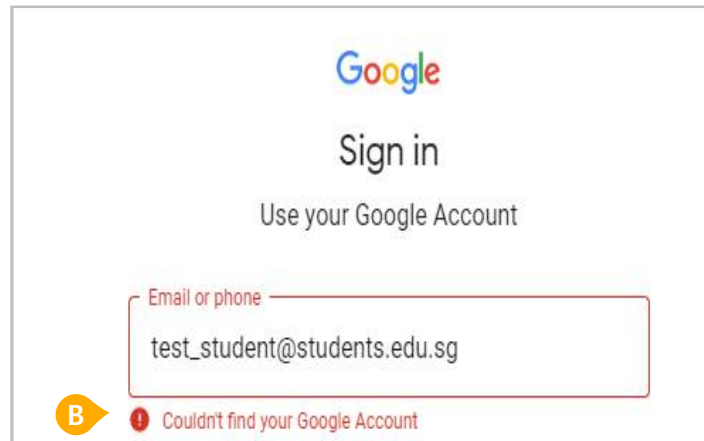 Google
Sign in
Use your Google Account
Email or phone
test_student@students.edu.sg
B
Couldn't find your Google Account